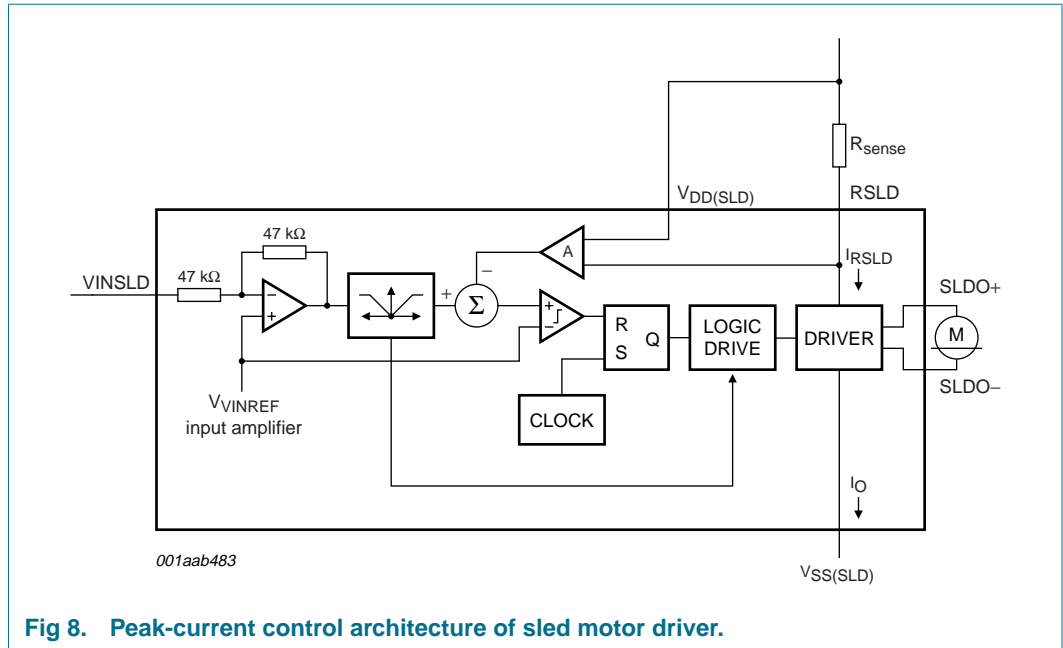 Rsense
VDD(SLD)
RSLD
47 kΩ
A
IRSLD
VINSLD
47 kΩ
−
SLDO+
−
+
+
Σ
+
−
R
S
Q
LOGIC
DRIVE
DRIVER
M
SLDO−
VVINREF
input amplifier
CLOCK
IO
001aab483
VSS(SLD)
Fig 8. Peak-current control architecture of sled motor driver.